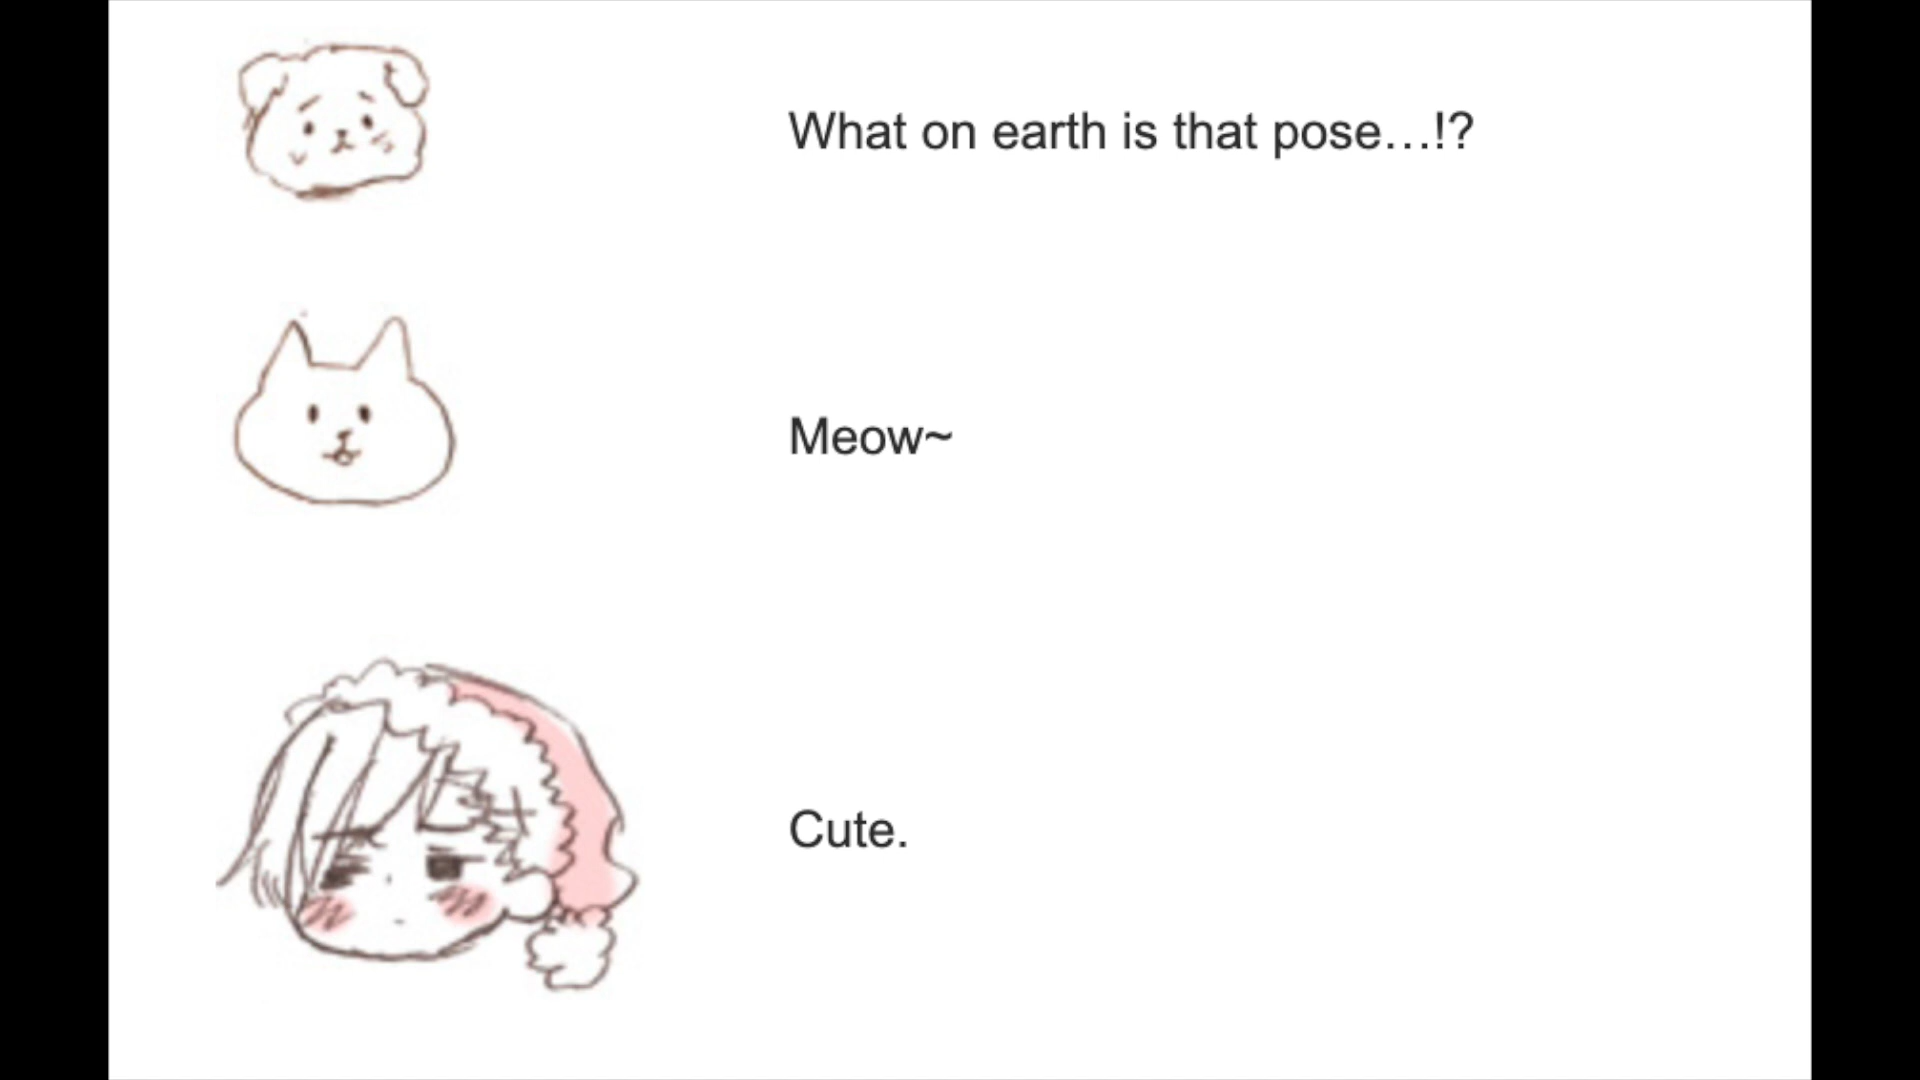 What on earth is that pose…!?
Meow~
Cute.